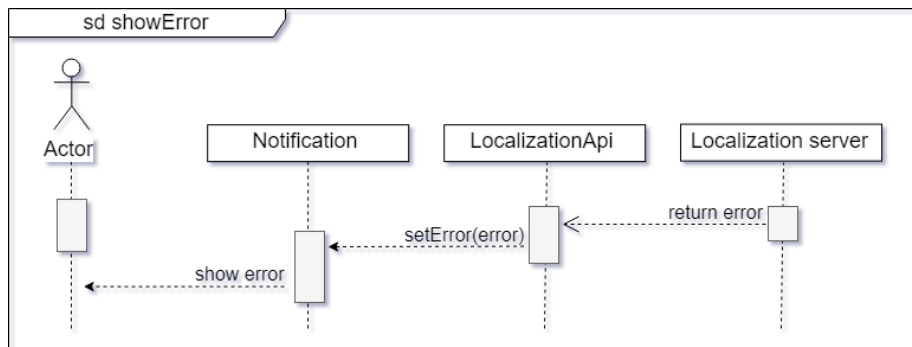 sd showError
Actor
Notification
LocalizationApi
Localization server
return error
setError(error)
show error